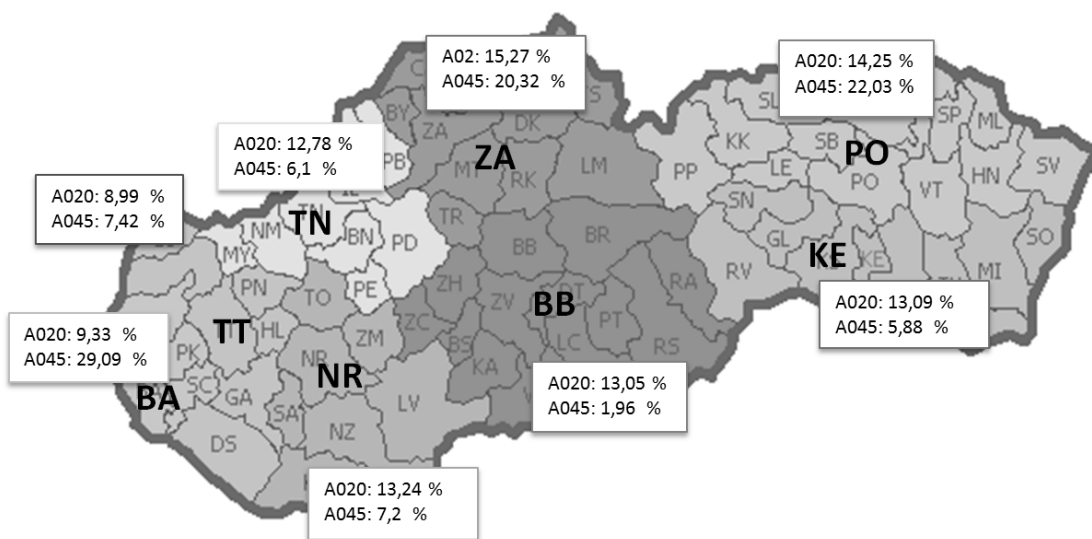 A02: 15,27 %
A045: 20,32 %
A020: 14,25 %
A045: 22,03 %
A020: 12,78 %
A045: 6,1 %
A020: 8,99 %
A045: 7,42 %
A020: 9,33 %
A045: 29,09 %
A020: 13,09 %
A045: 5,88 %
A020: 13,05 %
A045: 1,96 %
A020: 13,24 %
A045: 7,2 %
ZA
PO
TN
KE
BB
TT
NR
BA
BY
ZA
DK
MT
RK
LM
TR
PB
NM
BN
PD
MY
PE
PN
TO
HL
PK
SC
GA
SA
DS
NR
ZM
NZ
LV
BB
BR
ZH
ZV
ZC
BS
KA
LC
PT
RA
RS
PP
KK
LE
SB
SP
ML
SV
HN
VT
PO
SN
GL
RV
KE
MI
SO